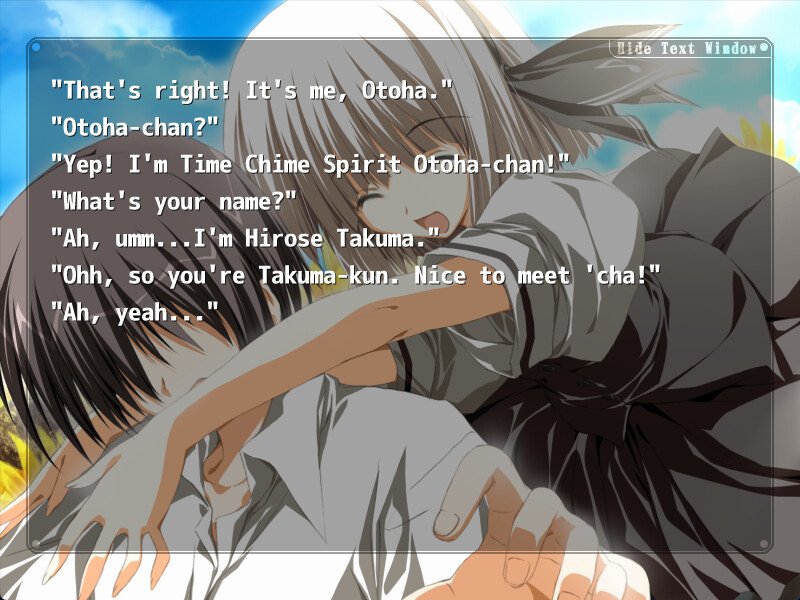 Hide Text Window
"That's right! It's me, Otoha."
"Otoha-chan?"
"Yep! I'm Time Chime Spirit Otoha-chan!"
"What's your name?"
"Ah, umm...I'm Hirose Takuma."
"Ohh, so you're Takuma-kun. Nice to meet 'cha!"
"Ah, yeah..."